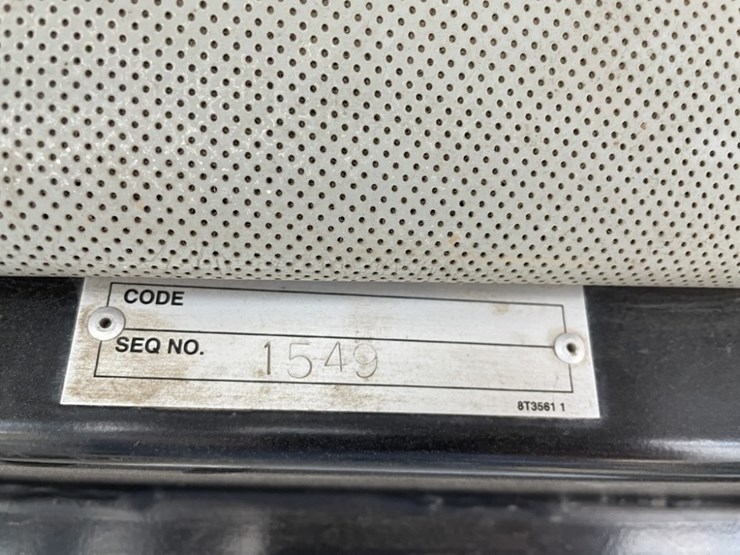 CODE
SEQ NO. 1549
8T3561 1